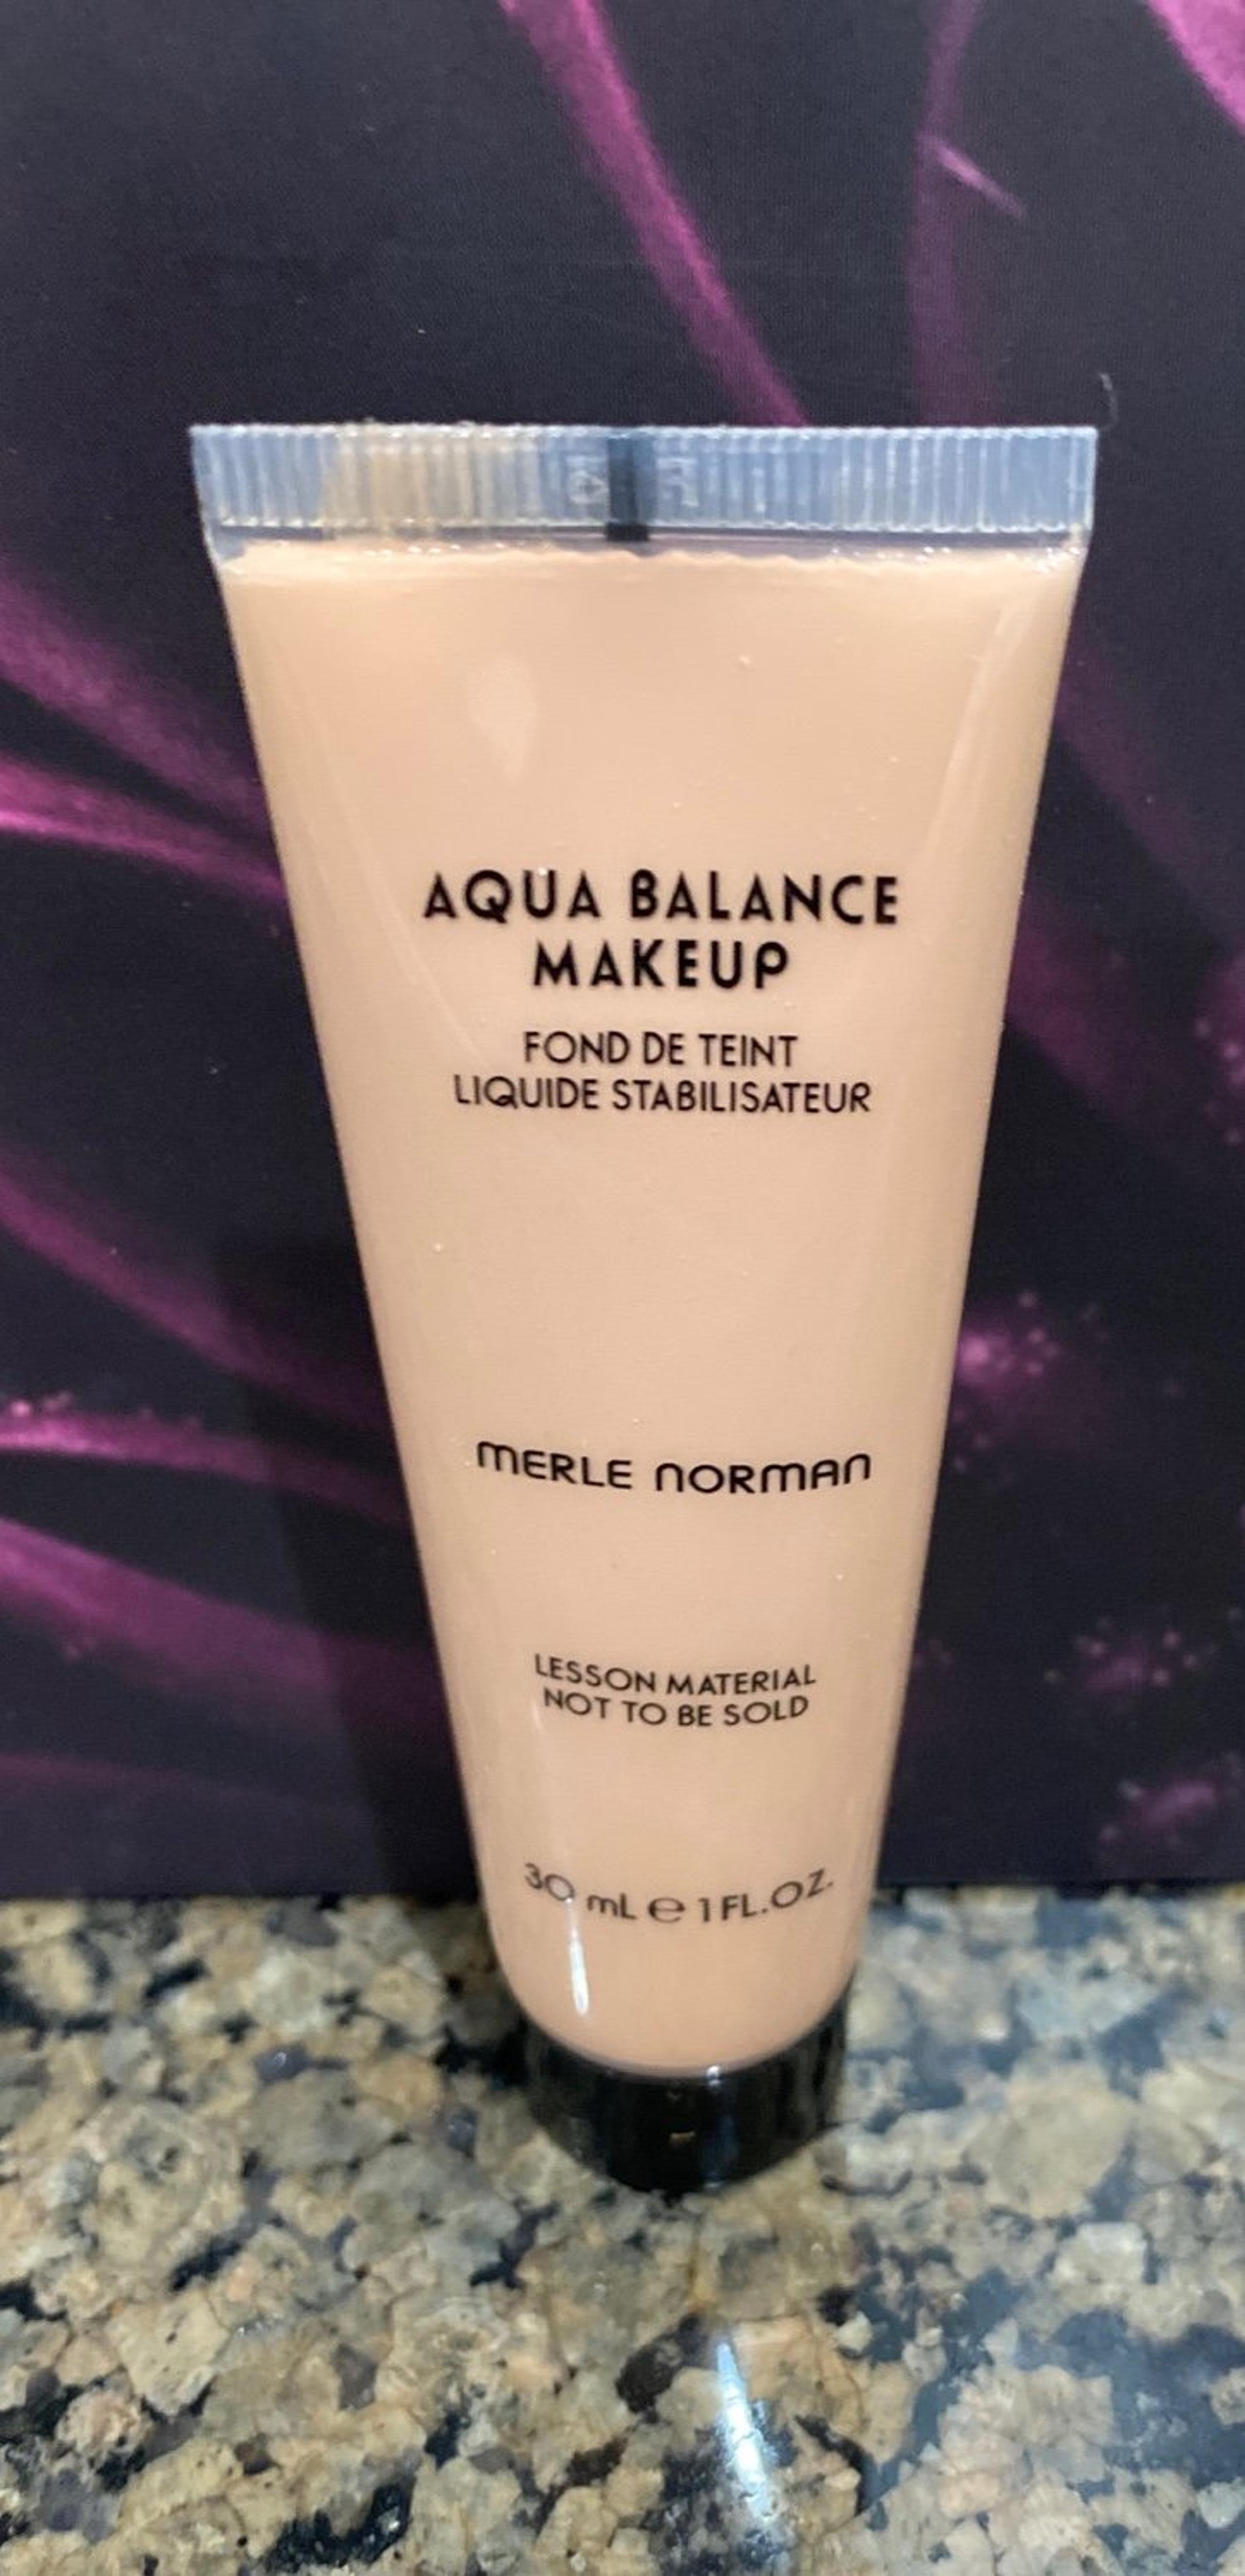 AQUA BALANCE
MAKEUP
FOND DE TEINT
LIQUIDE STABILISATEUR
MERLE NORMAN
LESSON MATERIAL
NOT TO BE SOLD
30 mL ℮ 1 FL.OZ.